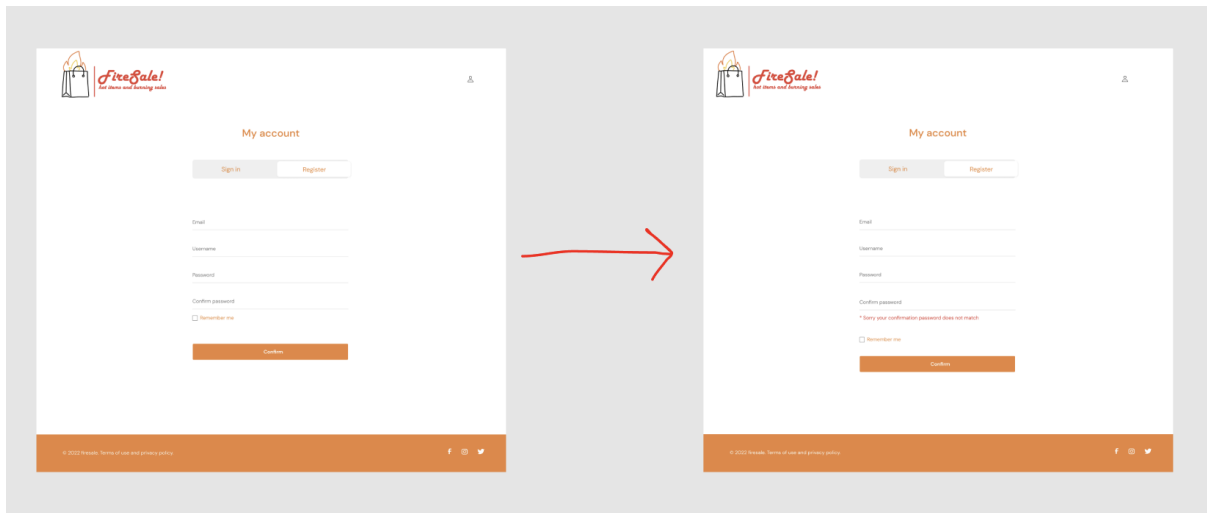 FireSale!
hot items and burning sales
My account
Sign in
Register
Email
Username
Password
Confirm password
Remember me
Confirm
© 2022 firesale. Terms of use and privacy policy
FireSale!
hot items and burning sales
My account
Sign in
Register
Email
Username
Password
Confirm password
* Sorry your confirmation password does not match
Remember me
Confirm
© 2022 firesale. Terms of use and privacy policy